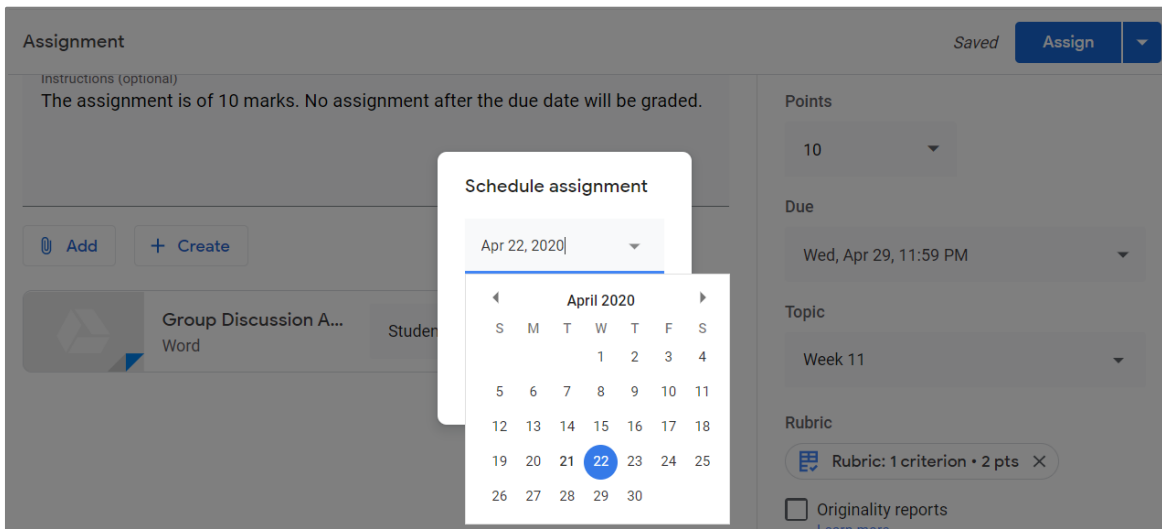 Assignment
Saved
Assign
Instructions (optional)
The assignment is of 10 marks. No assignment after the due date will be graded.
Add
+ Create
Group Discussion A...
Word
Studen
Schedule assignment
Apr 22, 2020
April 2020
S M T W T F S
1 2 3 4
5 6 7 8 9 10 11
12 13 14 15 16 17 18
19 20 21 22 23 24 25
26 27 28 29 30
Points
10
Due
Wed, Apr 29, 11:59 PM
Topic
Week 11
Rubric
Rubric: 1 criterion • 2 pts
Originality reports
Learn more